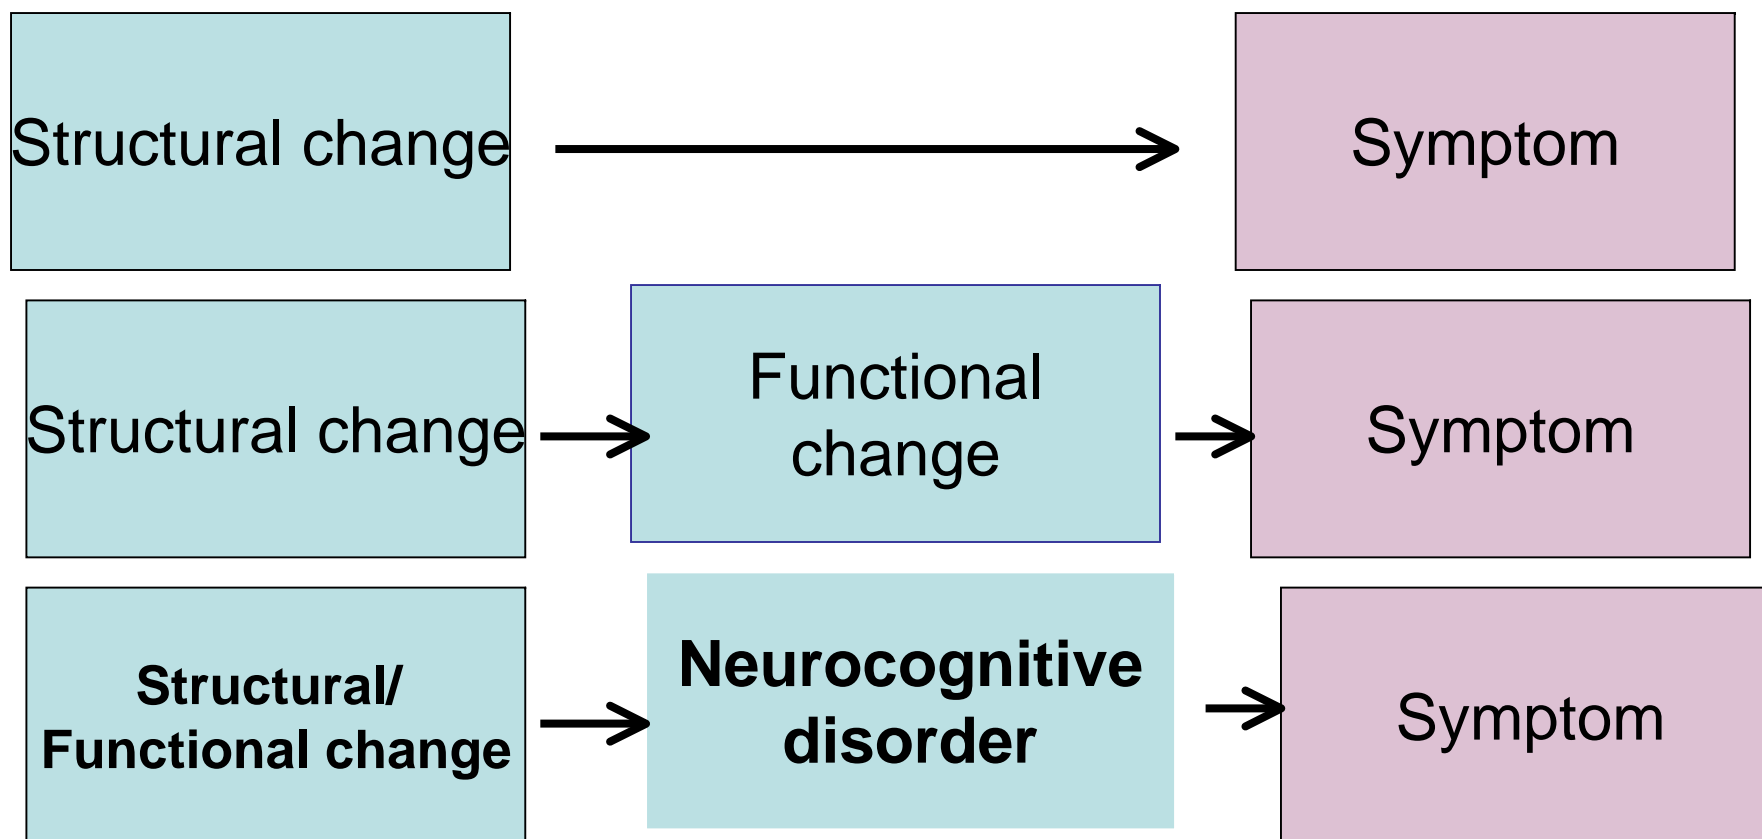 Structural change
Symptom
Structural change
Functional
change
Symptom
Structural/
Functional change
Neurocognitive
disorder
Symptom